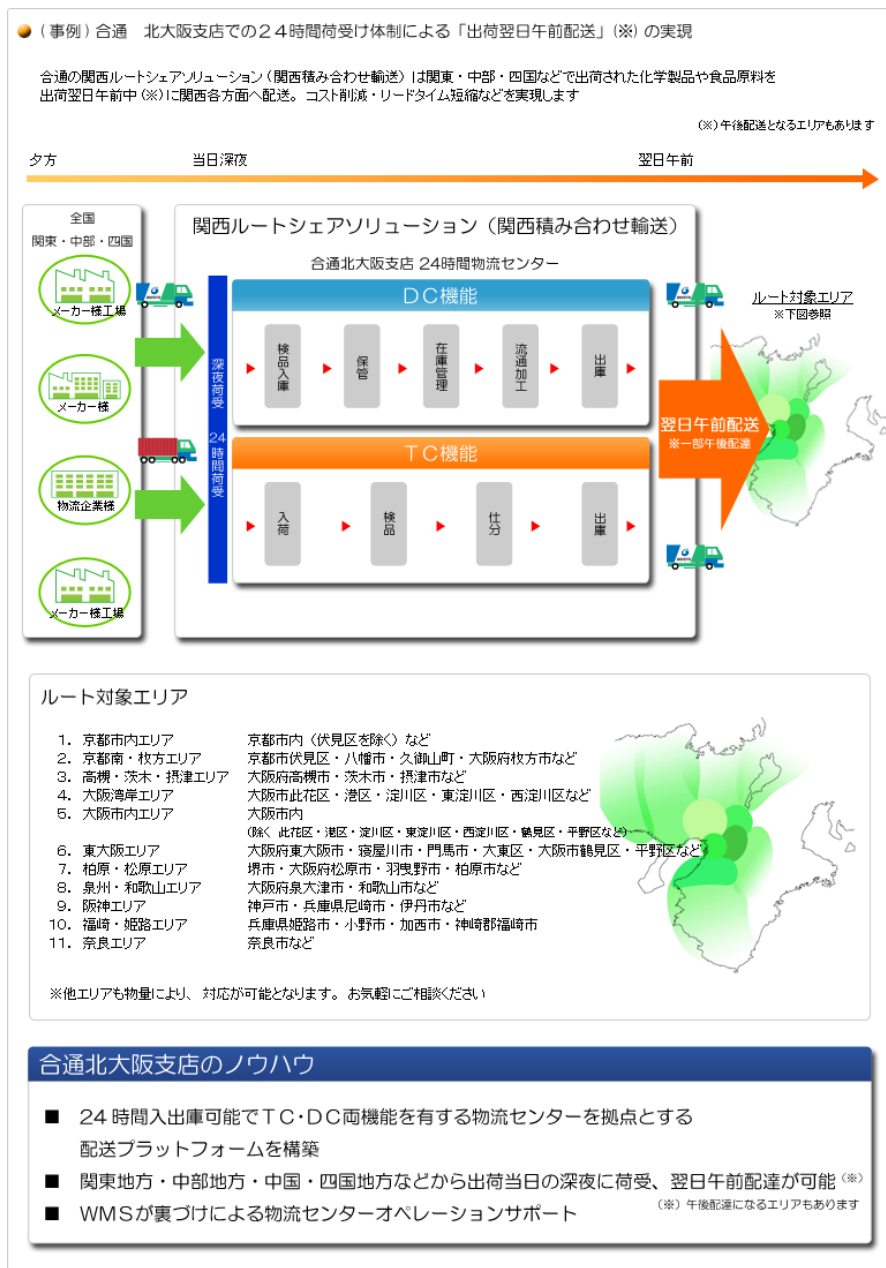 (事例)合通 北大阪支店での24時間荷受け体制による「出荷翌日午前配送」(※)の実現
合通の関西ルートシェアソリューション(関西積み合わせ輸送)は関東・中部・四国などで出荷された化学製品や食品原料を
出荷翌日午前中(※)に関西各方面へ配送。コスト削減・リードタイム短縮などを実現します
(※)午後配送となるエリアもあります
夕方 当日深夜 翌日午前
全国
関東・中部・四国
メーカー様工場
メーカー様
物流企業様
メーカー様工場
関西ルートシェアソリューション(関西積み合わせ輸送)
合通北大阪支店 24時間物流センター
深夜荷受 24時間荷受
DC機能
検品入庫 保管 在庫管理 流通加工 出庫
TC機能
入荷 検品 仕分 出庫
翌日午前配送
※一部午後配達
ルート対象エリア
※下図参照
ルート対象エリア
1. 京都市内エリア 京都市内(伏見区を除く)など
2. 京都南・枚方エリア 京都市伏見区・八幡市・久御山町・大阪府枚方市など
3. 高槻・茨木・摂津エリア 大阪府高槻市・茨木市・摂津市など
4. 大阪湾岸エリア 大阪市此花区・港区・淀川区・東淀川区・西淀川区など
5. 大阪市内エリア 大阪市内
(除く 此花区・港区・淀川区・東淀川区・西淀川区・鶴見区・平野区など)
6. 東大阪エリア 大阪府東大阪市・寝屋川市・門馬市・大東区・大阪市鶴見区・平野区など
7. 柏原・松原エリア 堺市・大阪府松原市・羽曳野市・柏原市など
8. 泉州・和歌山エリア 大阪府泉大津市・和歌山市など
9. 阪神エリア 神戸市・兵庫県尼崎市・伊丹市など
10. 福崎・姫路エリア 兵庫県姫路市・小野市・加西市・神崎郡福崎市
11. 奈良エリア 奈良市など
※他エリアも物量により、対応が可能となります。お気軽にご相談ください
合通北大阪支店のノウハウ
■ 24時間入出庫可能でTC・DC両機能を有する物流センターを拠点とする
配送プラットフォームを構築
■ 関東地方・中部地方・中国・四国地方などから出荷当日の深夜に荷受、翌日午前配達が可能(※)
(※)午後配達になるエリアもあります
■ WMSが裏づけによる物流センターオペレーションサポート